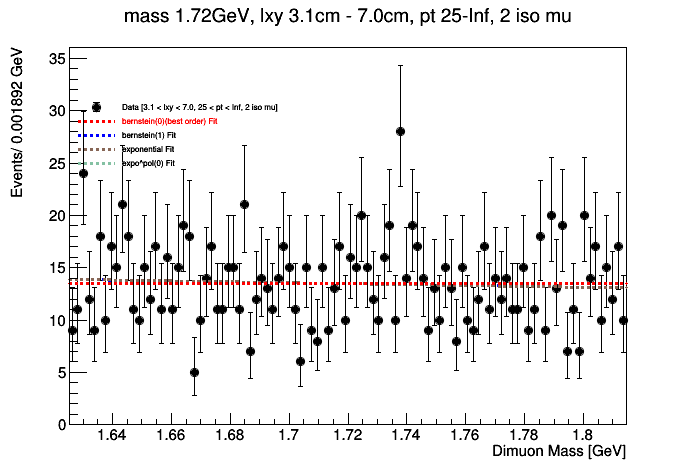 mass 1.72GeV, lxy 3.1cm - 7.0cm, pt 25-Inf, 2 iso mu
Events/ 0.001892 GeV
35
30
25
20
15
10
5
0
Data [3.1 < lxy < 7.0, 25 < pt < Inf, 2 iso mu]
bernstein(0)(best order) Fit
bernstein(1) Fit
exponential Fit
expo*pol(0) Fit
1.64 1.66 1.68 1.7 1.72 1.74 1.76 1.78 1.8
Dimuon Mass [GeV]